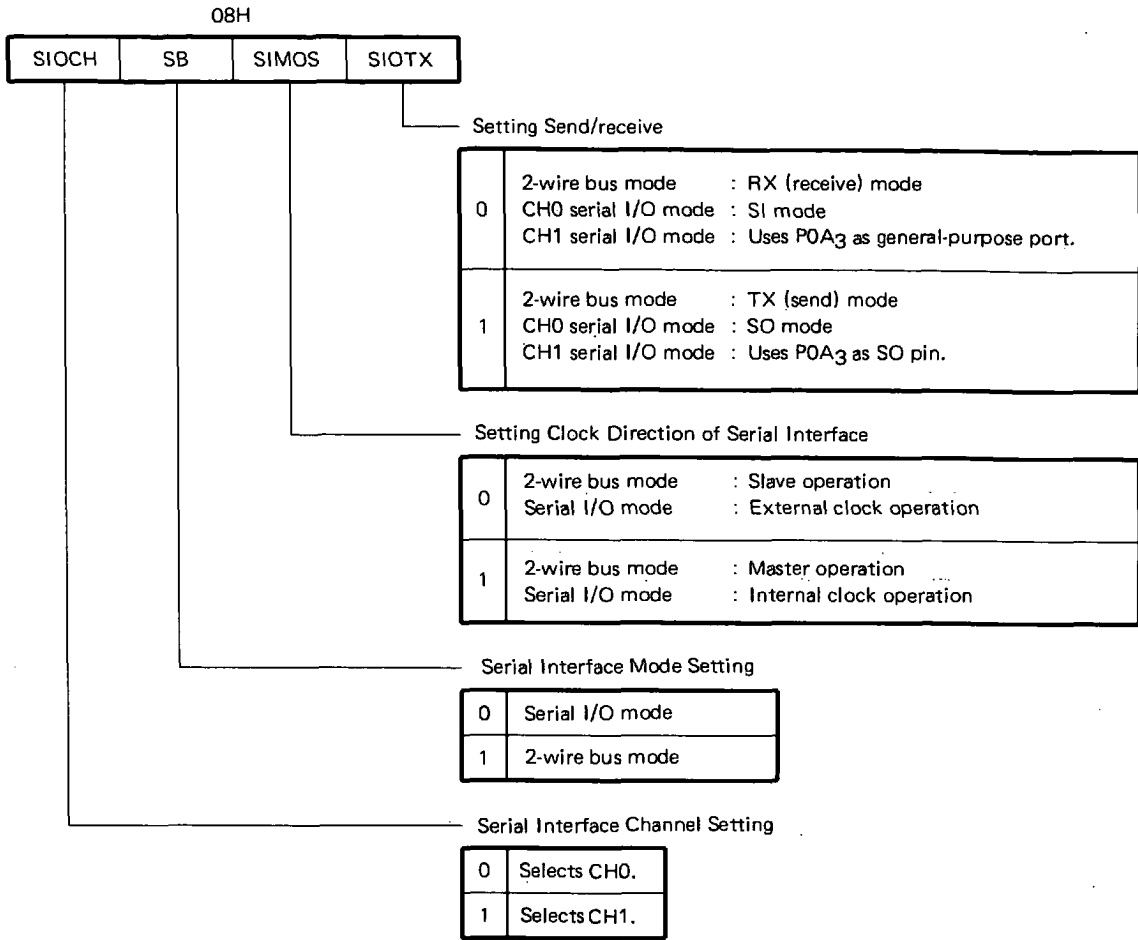 08H
SIOCH SB SIMOS SIOTX
Setting Send/receive
0
2-wire bus mode : RX (receive) mode
CH0 serial I/O mode : SI mode
CH1 serial I/O mode : Uses P0A3 as general-purpose port.
1
2-wire bus mode : TX (send) mode
CH0 serial I/O mode : SO mode
CH1 serial I/O mode : Uses P0A3 as SO pin.
Setting Clock Direction of Serial Interface
0
2-wire bus mode : Slave operation
Serial I/O mode : External clock operation
1
2-wire bus mode : Master operation
Serial I/O mode : Internal clock operation
Serial Interface Mode Setting
0 Serial I/O mode
1 2-wire bus mode
Serial Interface Channel Setting
0 Selects CH0.
1 Selects CH1.